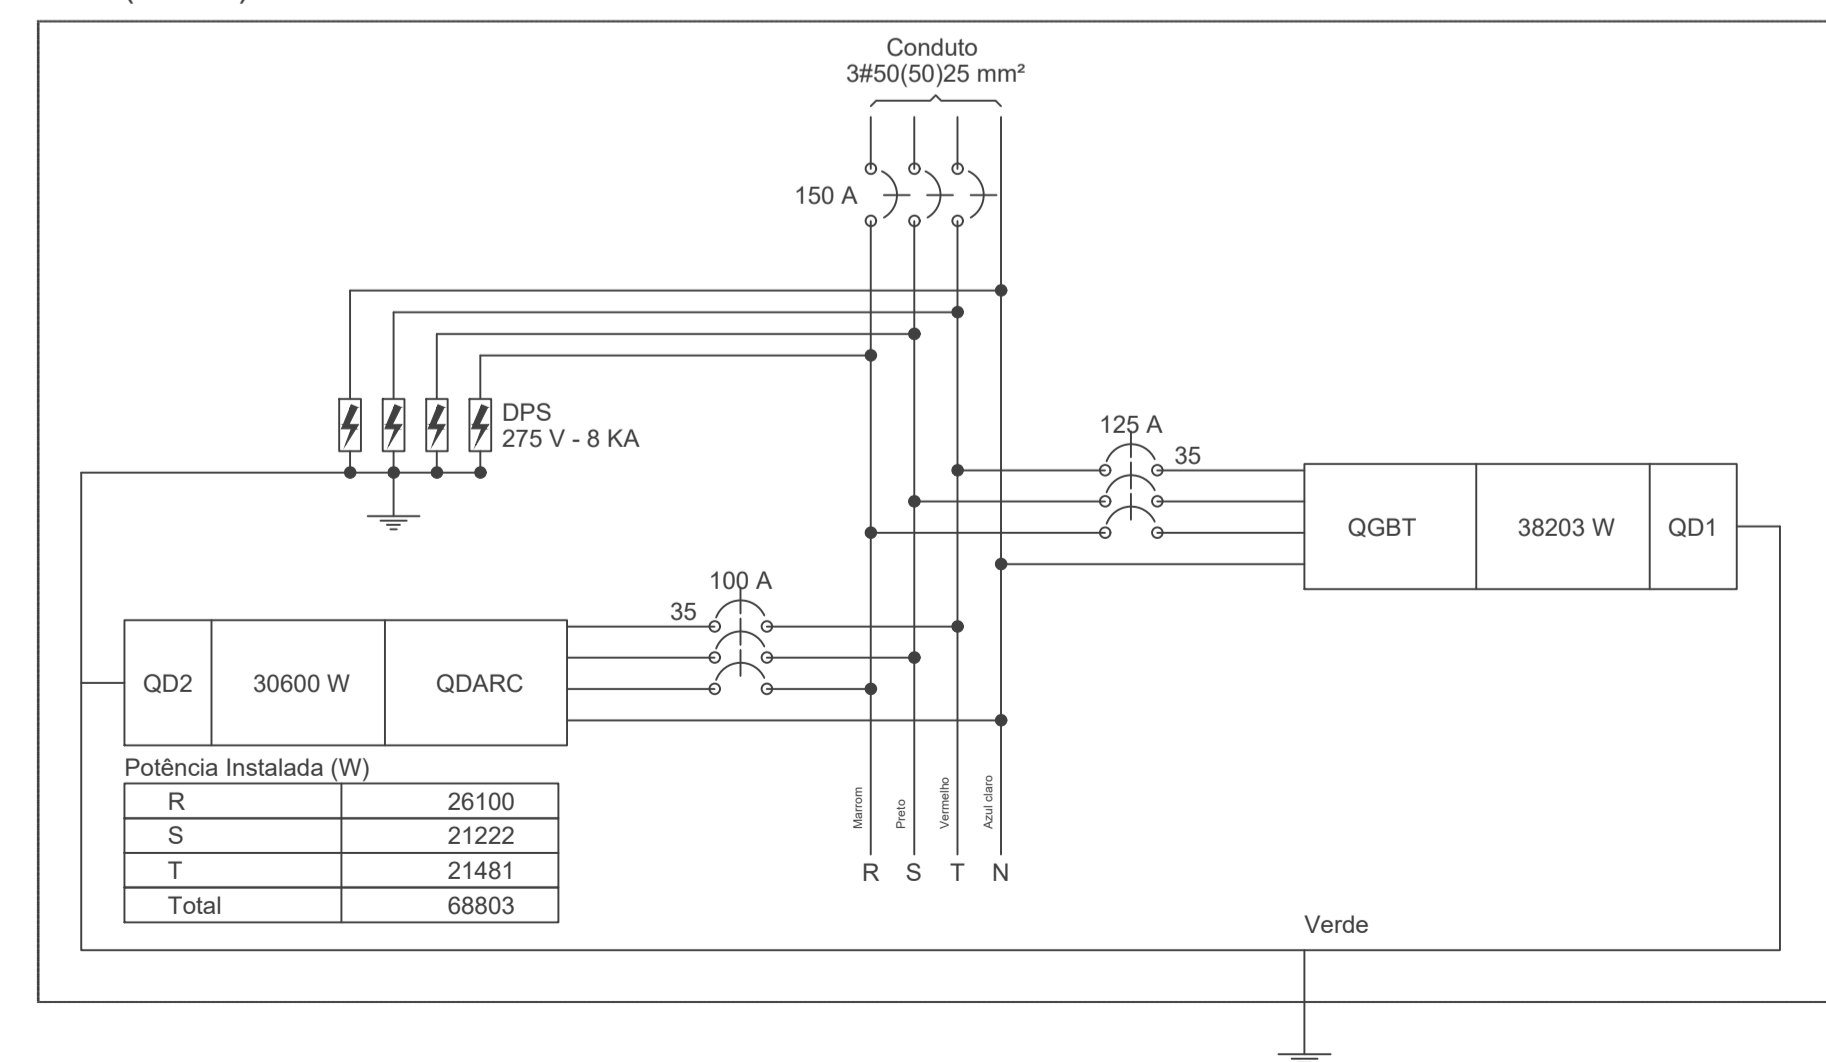 Conduto
3#50(50)25 mm²
150 A
DPS
275 V - 8 KA
125 A
35
QGBT
38203 W
QD1
100 A
35
QD2
30600 W
QDARC
Potência Instalada (W)
R 26100
S 21222
T 21481
Total 68803
Marrom
Preto
Vermelho
Azul claro
R S T N
Verde